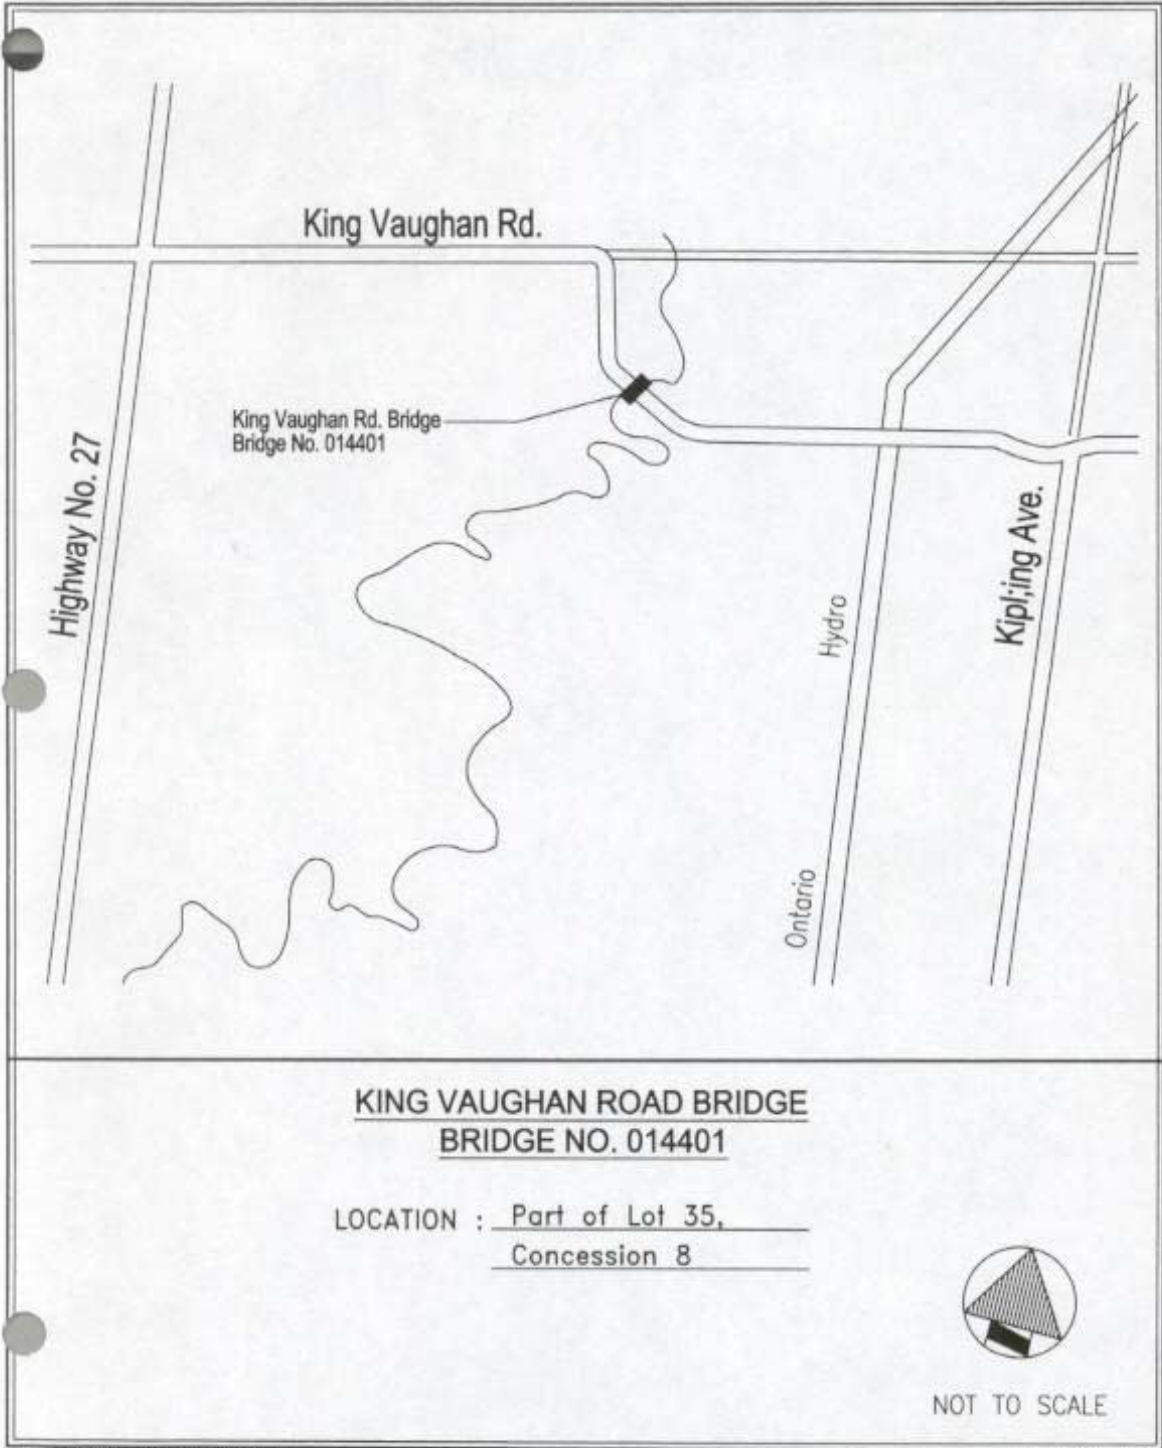 King Vaughan Rd.
King Vaughan Rd. Bridge
Bridge No. 014401
Highway No. 27
Hydro
Ontario
Kipl;ing Ave.
KING VAUGHAN ROAD BRIDGE
BRIDGE NO. 014401
LOCATION : Part of Lot 35,
Concession 8
NOT TO SCALE